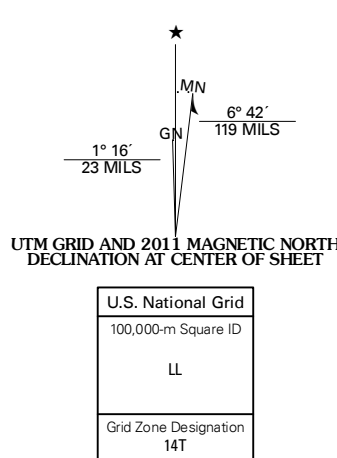 ★
MN
GN
6° 42´
119 MILS
1° 16´
23 MILS
UTM GRID AND 2011 MAGNETIC NORTH
DECLINATION AT CENTER OF SHEET
U.S. National Grid
100,000-m Square ID
LL
Grid Zone Designation
14T